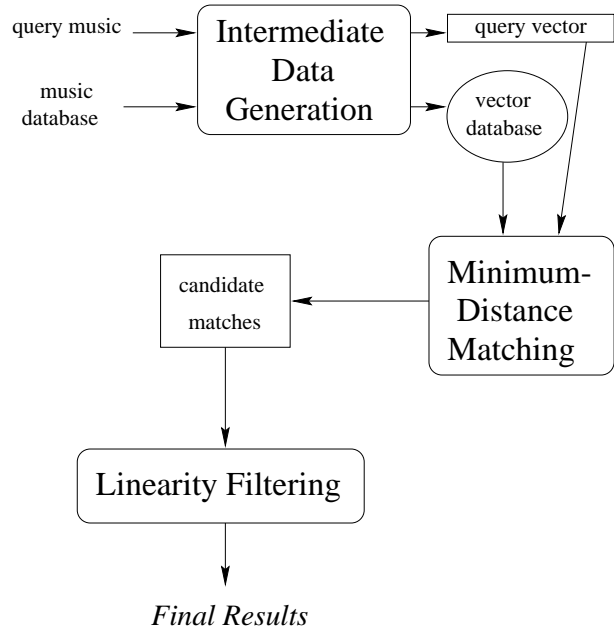 query music
Intermediate
Data
Generation
query vector
music
database
vector
database
Minimum-
Distance
Matching
candidate
matches
Linearity Filtering
Final Results